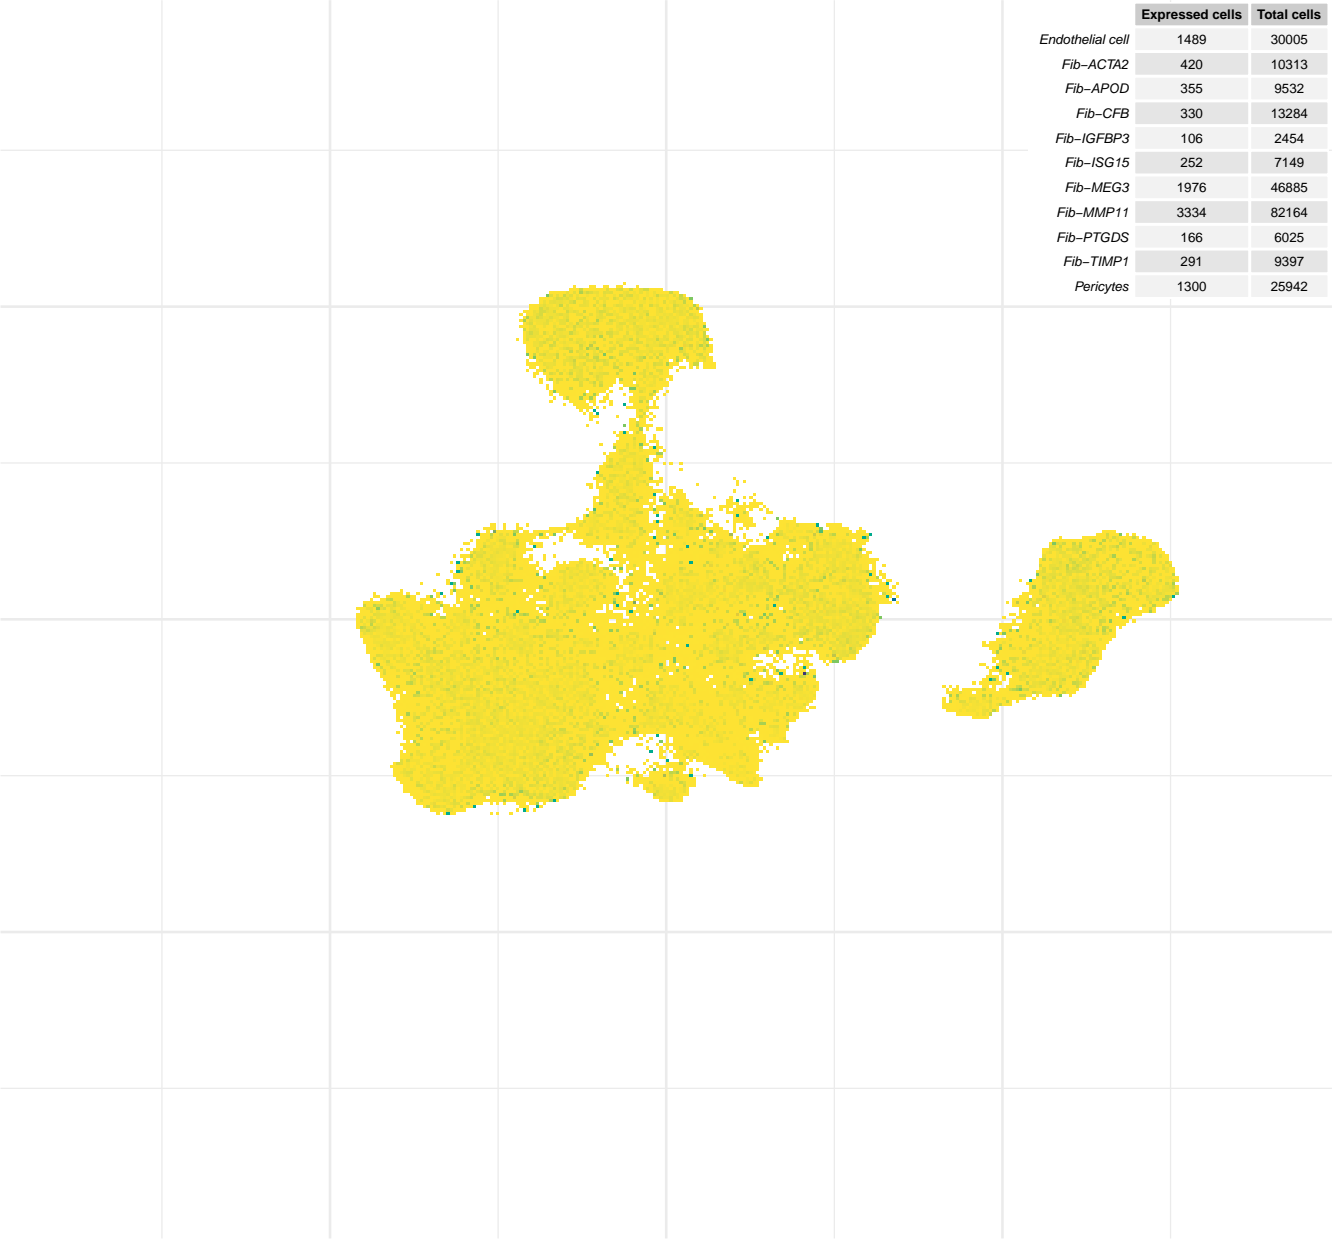 Expressed cells Total cells
Endothelial cell 1489 30005
Fib−ACTA2 420 10313
Fib−APOD 355 9532
Fib−CFB 330 13284
Fib−IGFBP3 106 2454
Fib−ISG15 252 7149
Fib−MEG3 1976 46885
Fib−MMP11 3334 82164
Fib−PTGDS 166 6025
Fib−TIMP1 291 9397
Pericytes 1300 25942